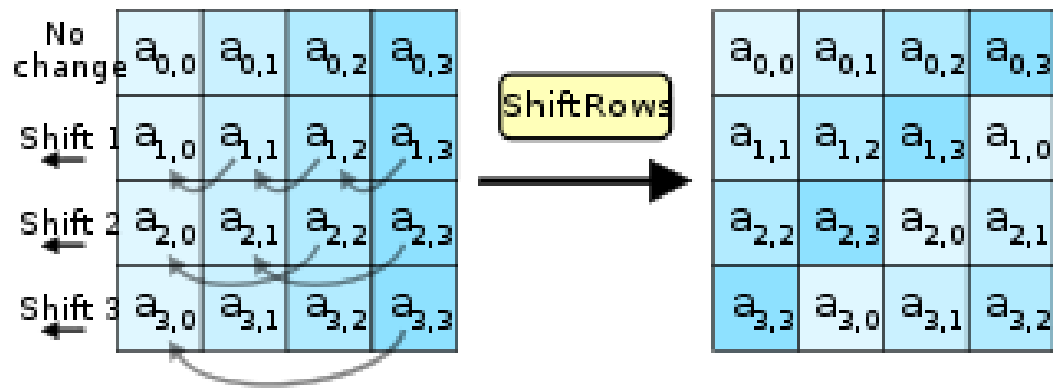 No
change
a0,0 a0,1 a0,2 a0,3
Shift 1
a1,0 a1,1 a1,2 a1,3
Shift 2
a2,0 a2,1 a2,2 a2,3
Shift 3
a3,0 a3,1 a3,2 a3,3
ShiftRows
a0,0 a0,1 a0,2 a0,3
a1,1 a1,2 a1,3 a1,0
a2,2 a2,3 a2,0 a2,1
a3,3 a3,0 a3,1 a3,2